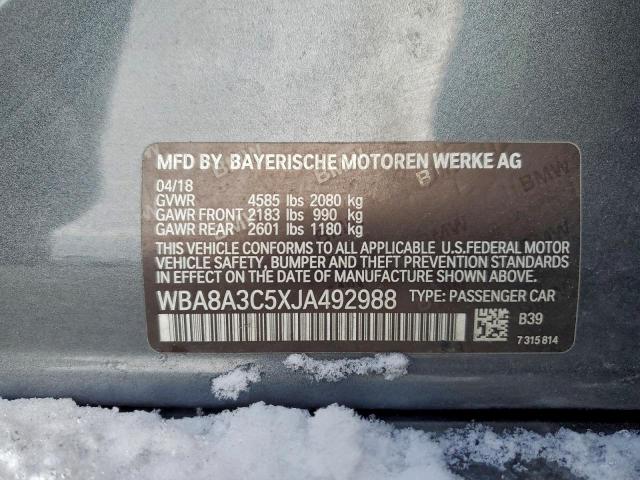 MFD BY BAYERISCHE MOTOREN WERKE AG
04/18
GVWR 4585 lbs 2080 kg
GAWR FRONT 2183 lbs 990 kg
GAWR REAR 2601 lbs 1180 kg
THIS VEHICLE CONFORMS TO ALL APPLICABLE U.S.FEDERAL MOTOR
VEHICLE SAFETY, BUMPER AND THEFT PREVENTION STANDARDS
IN EFFECT ON THE DATE OF MANUFACTURE SHOWN ABOVE.
WBA8A3C5XJA492988 TYPE: PASSENGER CAR
B39
7 315 814